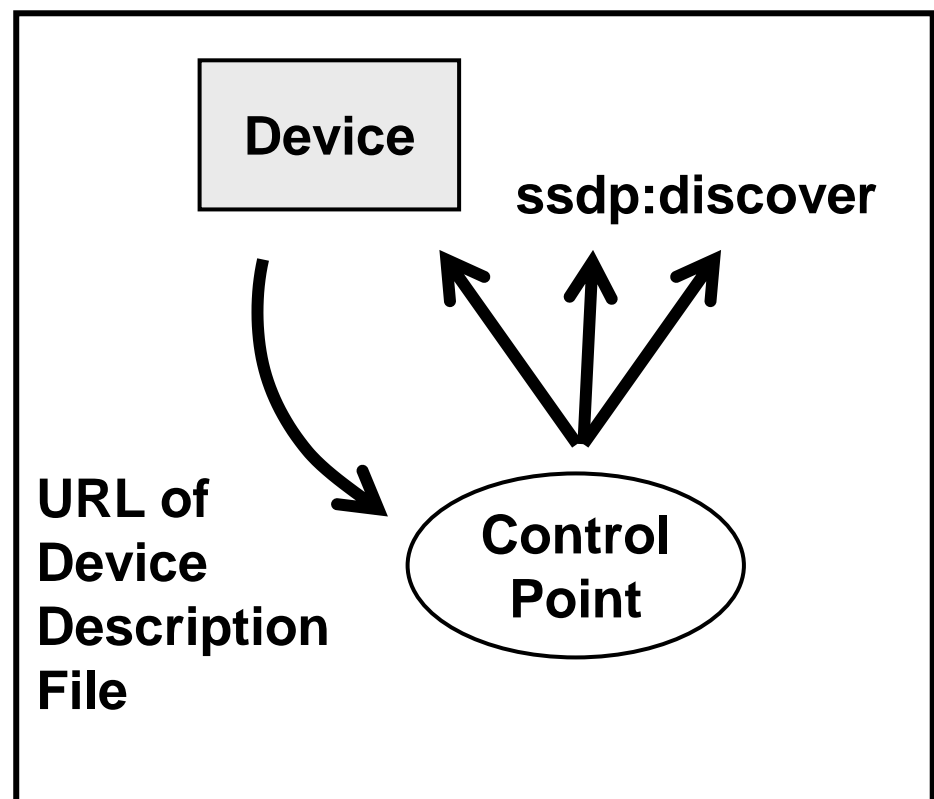 Device
ssdp:discover
URL of
Device
Description
File
Control
Point